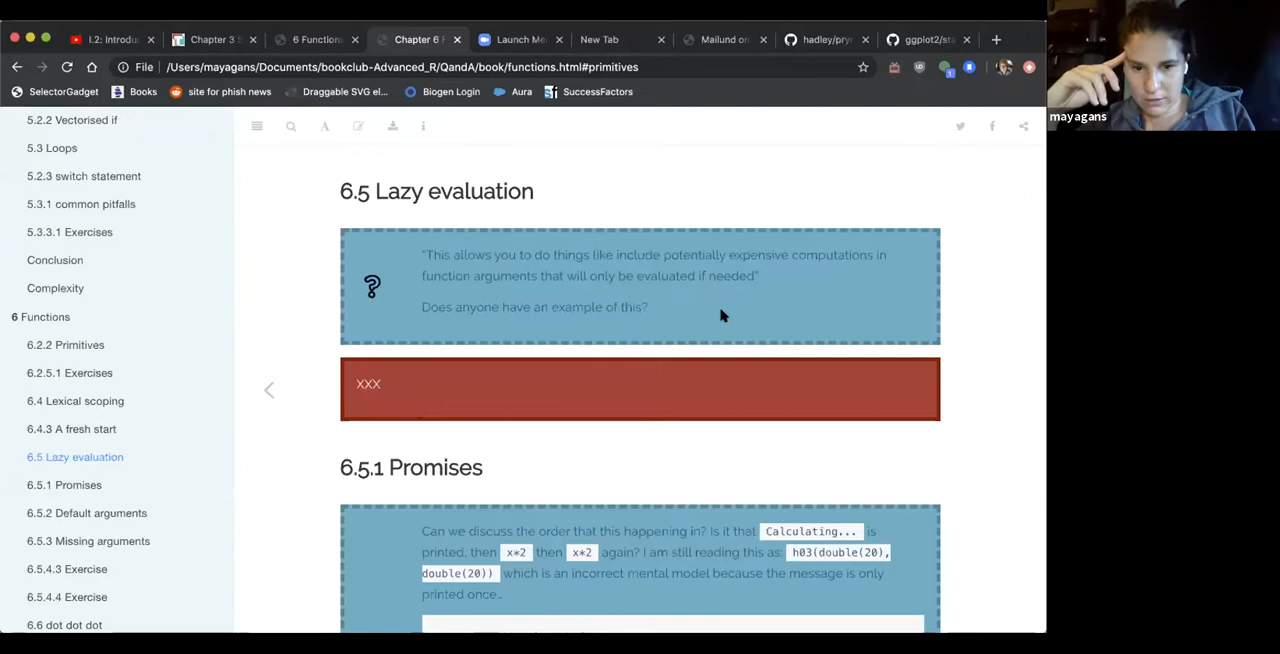 I.2: Introdu
Chapter 3 S
6 Function
Chapter 6 F
Launch Me
New Tab
Mailund on
hadley/pryr
ggplot2/sta
File /Users/mayagans/Documents/bookclub-Advanced_R/QandA/book/functions.html#primitives
SelectorGadget Books site for phish news Draggable SVG el... Biogen Login Aura SuccessFactors
mayagans
5.2.2 Vectorised if
5.3 Loops
5.2.3 switch statement
5.3.1 common pitfalls
5.3.3.1 Exercises
Conclusion
Complexity
6 Functions
6.2.2 Primitives
6.2.5.1 Exercises
6.4 Lexical scoping
6.4.3 A fresh start
6.5 Lazy evaluation
6.5.1 Promises
6.5.2 Default arguments
6.5.3 Missing arguments
6.5.4.3 Exercise
6.5.4.4 Exercise
6.6 dot dot dot
6.5 Lazy evaluation
"This allows you to do things like include potentially expensive computations in
function arguments that will only be evaluated if needed"
Does anyone have an example of this?
XXX
6.5.1 Promises
Can we discuss the order that this happening in? Is it that Calculating... is
printed, then x*2 then x*2 again? I am still reading this as: h03(double(20),
double(20)) which is an incorrect mental model because the message is only
printed once...